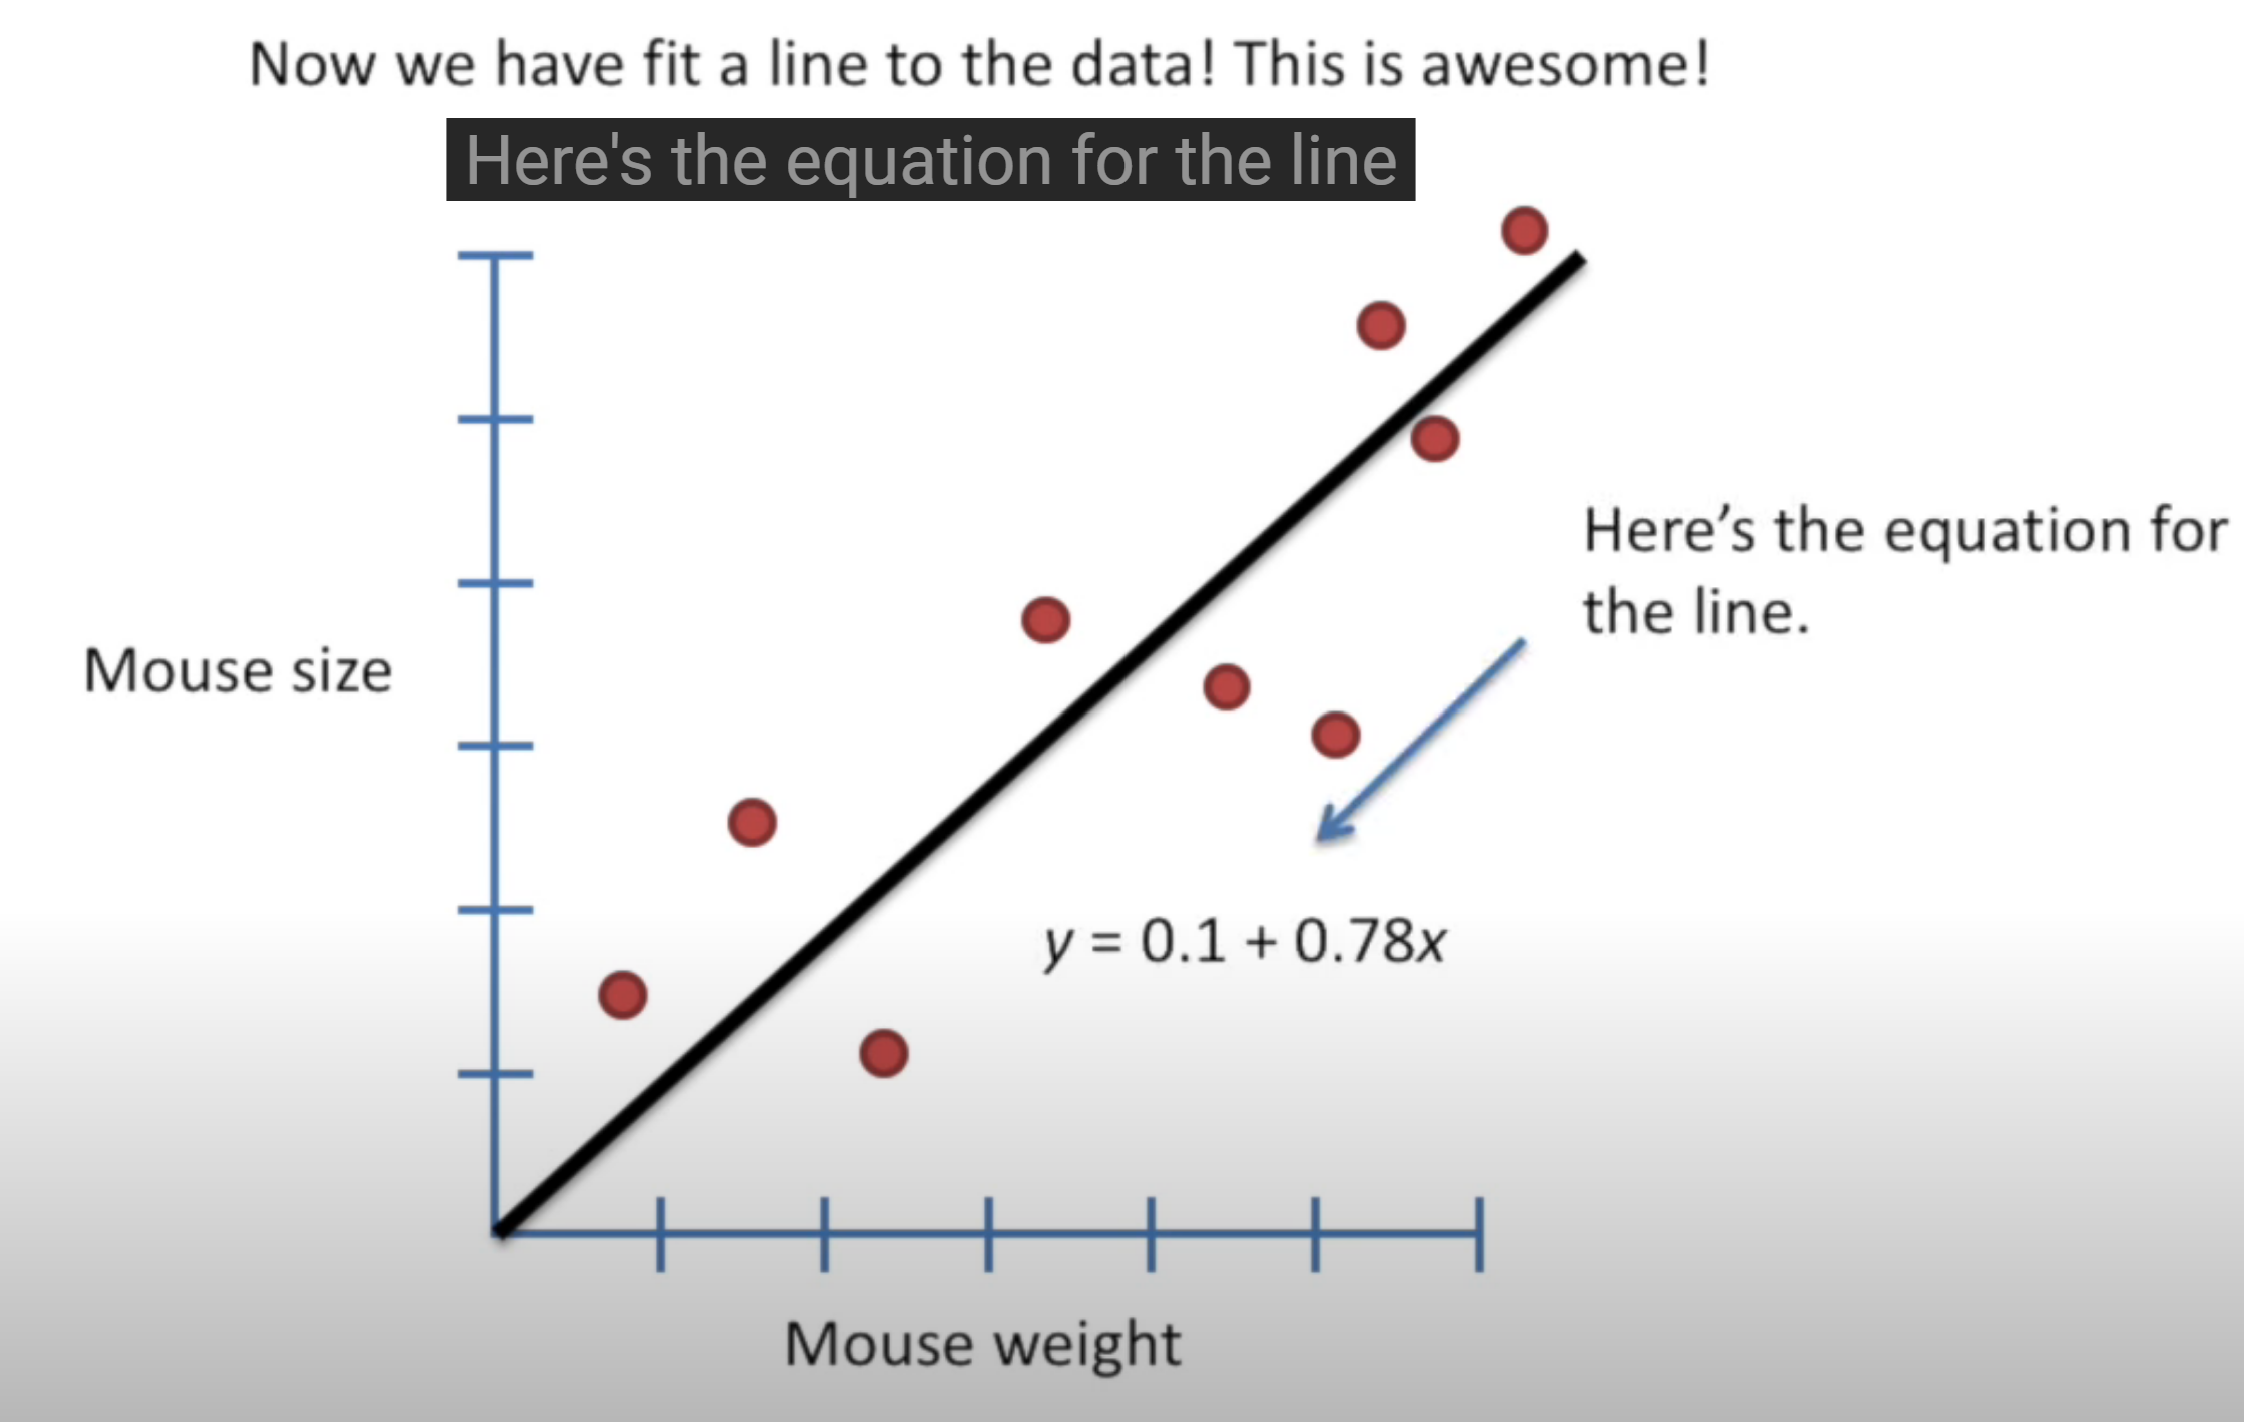 Now we have fit a line to the data! This is awesome!
Here's the equation for the line
Here’s the equation for
the line.
Mouse size
y = 0.1 + 0.78x
Mouse weight